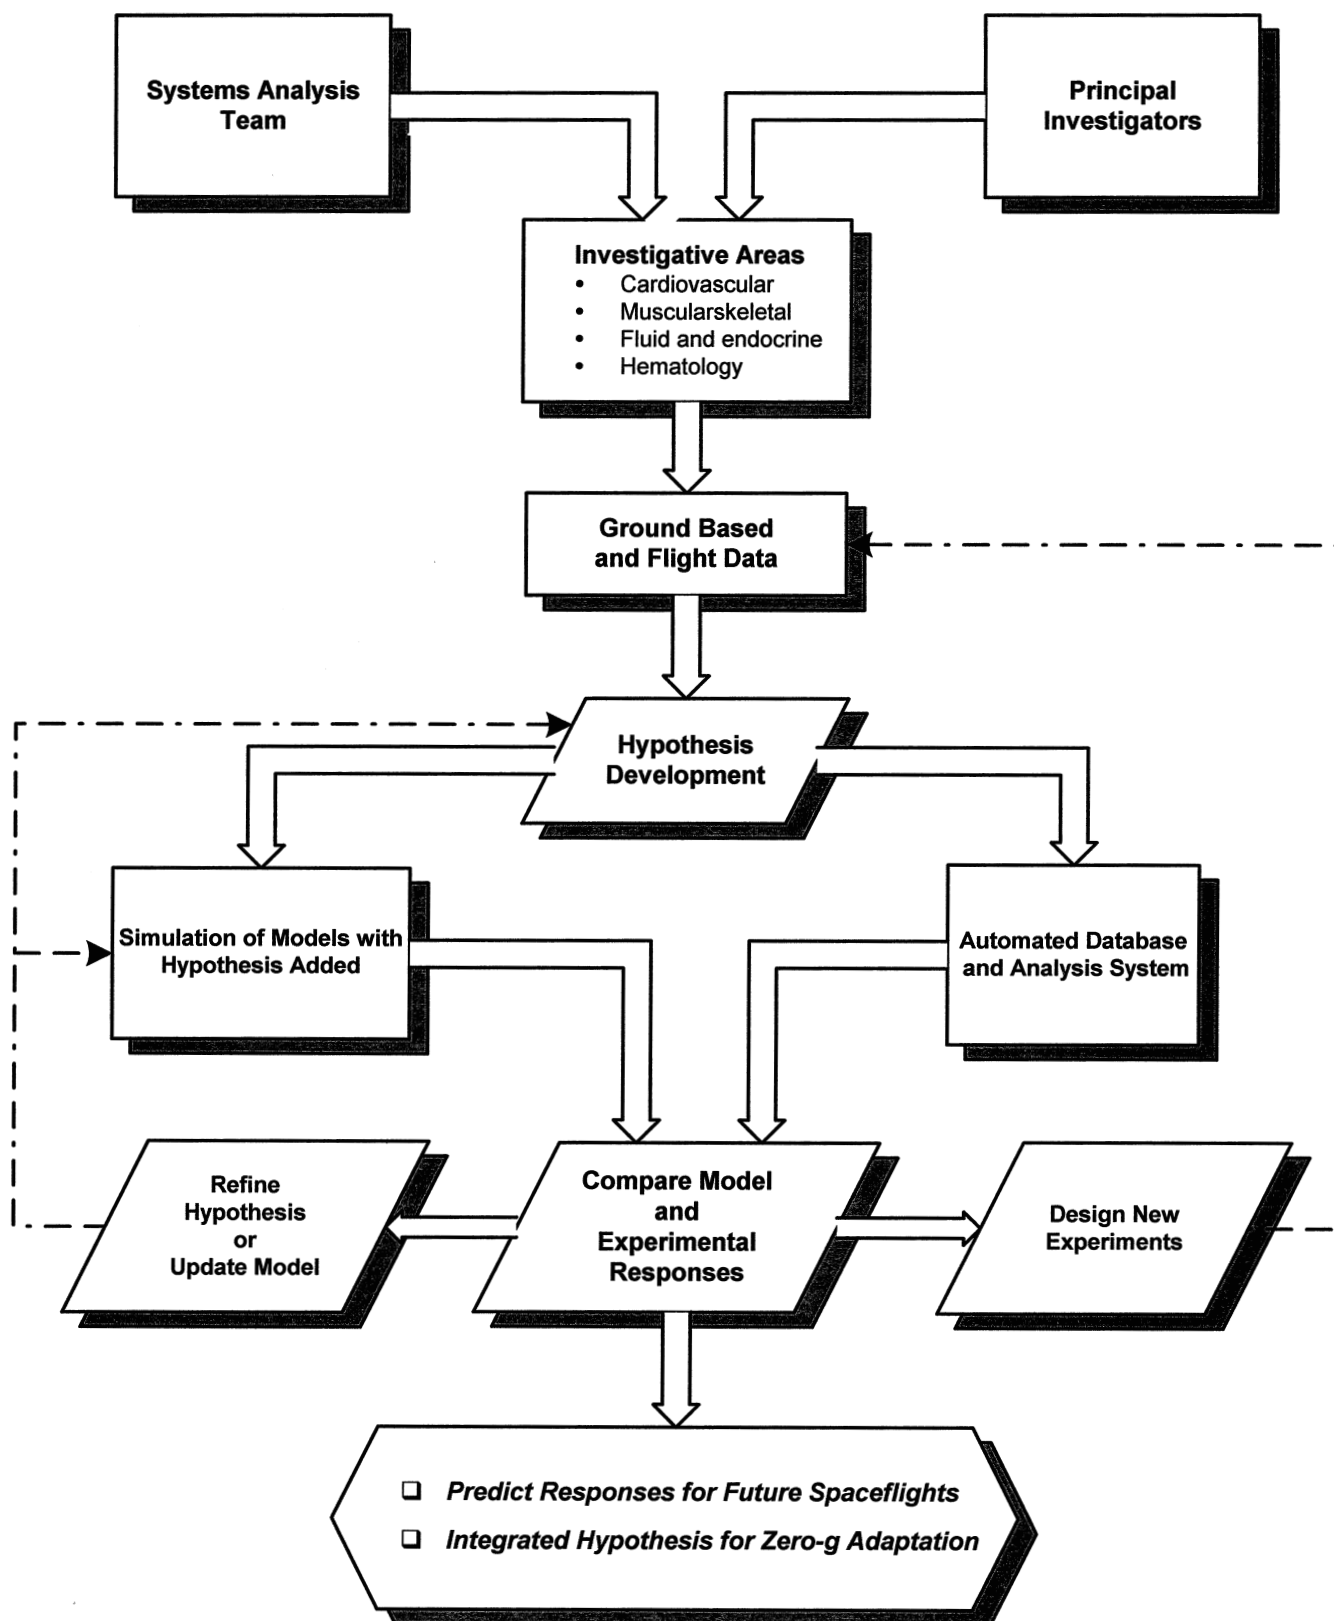 Systems Analysis
Team
Principal
Investigators
Investigative Areas
• Cardiovascular
• Muscularskeletal
• Fluid and endocrine
• Hematology
Ground Based
and Flight Data
Hypothesis
Development
Simulation of Models with
Hypothesis Added
Automated Database
and Analysis System
Refine
Hypothesis
or
Update Model
Compare Model
and
Experimental
Responses
Design New
Experiments
❑ Predict Responses for Future Spaceflights
❑ Integrated Hypothesis for Zero-g Adaptation